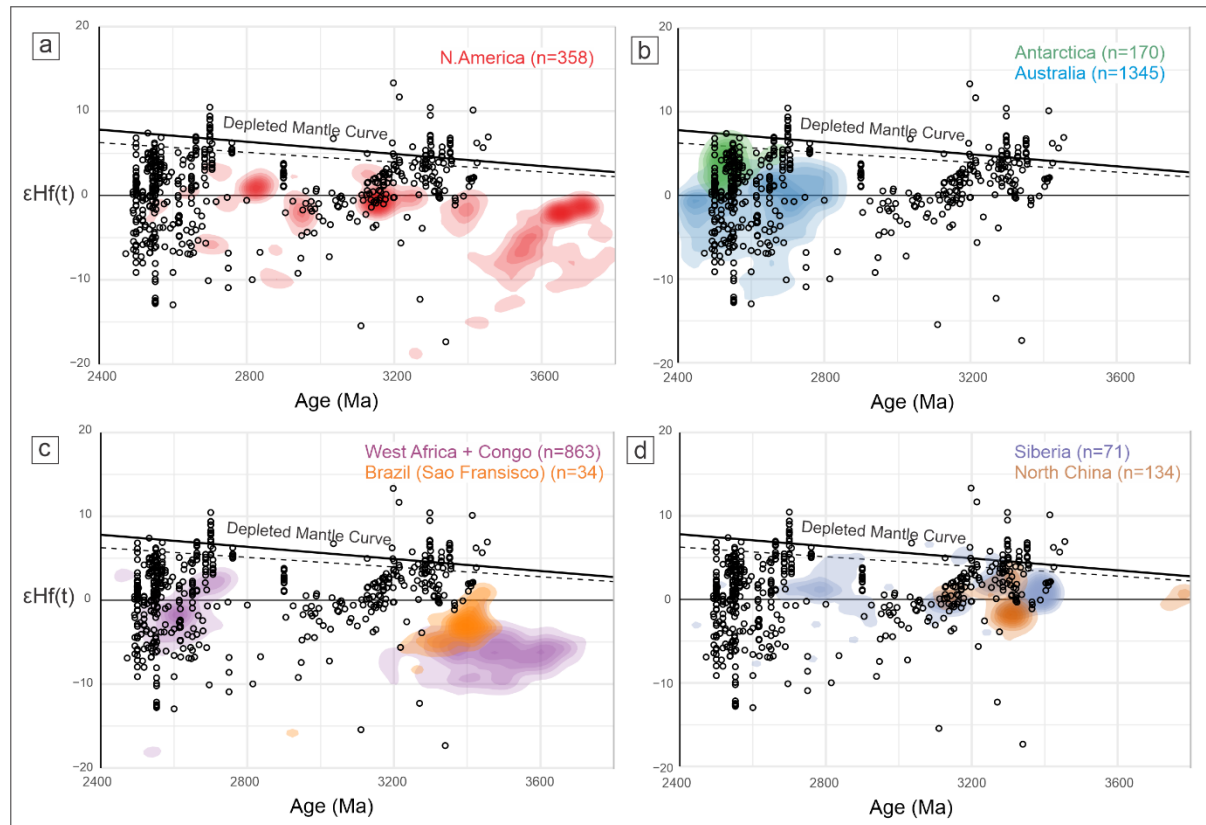 a
N.America (n=358)
20
10
0
−10
−20
εHf(t)
Depleted Mantle Curve
2400
2800
3200
3600
Age (Ma)
b
Antarctica (n=170)
Australia (n=1345)
20
10
0
−10
−20
Depleted Mantle Curve
2400
2800
3200
3600
Age (Ma)
c
West Africa + Congo (n=863)
Brazil (Sao Fransisco) (n=34)
20
10
0
−10
−20
εHf(t)
Depleted Mantle Curve
2400
2800
3200
3600
Age (Ma)
d
Siberia (n=71)
North China (n=134)
20
10
0
−10
−20
Depleted Mantle Curve
2400
2800
3200
3600
Age (Ma)